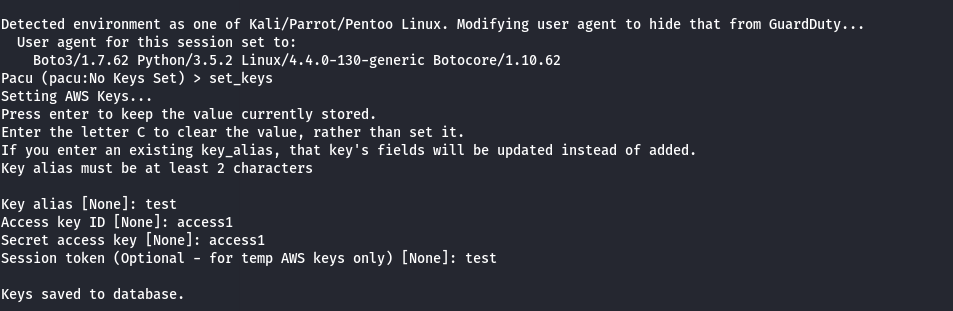 Detected environment as one of Kali/Parrot/Pentoo Linux. Modifying user agent to hide that from GuardDuty...
User agent for this session set to:
Boto3/1.7.62 Python/3.5.2 Linux/4.4.0-130-generic Botocore/1.10.62
Pacu (pacu:No Keys Set) > set_keys
Setting AWS Keys...
Press enter to keep the value currently stored.
Enter the letter C to clear the value, rather than set it.
If you enter an existing key_alias, that key's fields will be updated instead of added.
Key alias must be at least 2 characters
Key alias [None]: test
Access key ID [None]: access1
Secret access key [None]: access1
Session token (Optional - for temp AWS keys only) [None]: test
Keys saved to database.